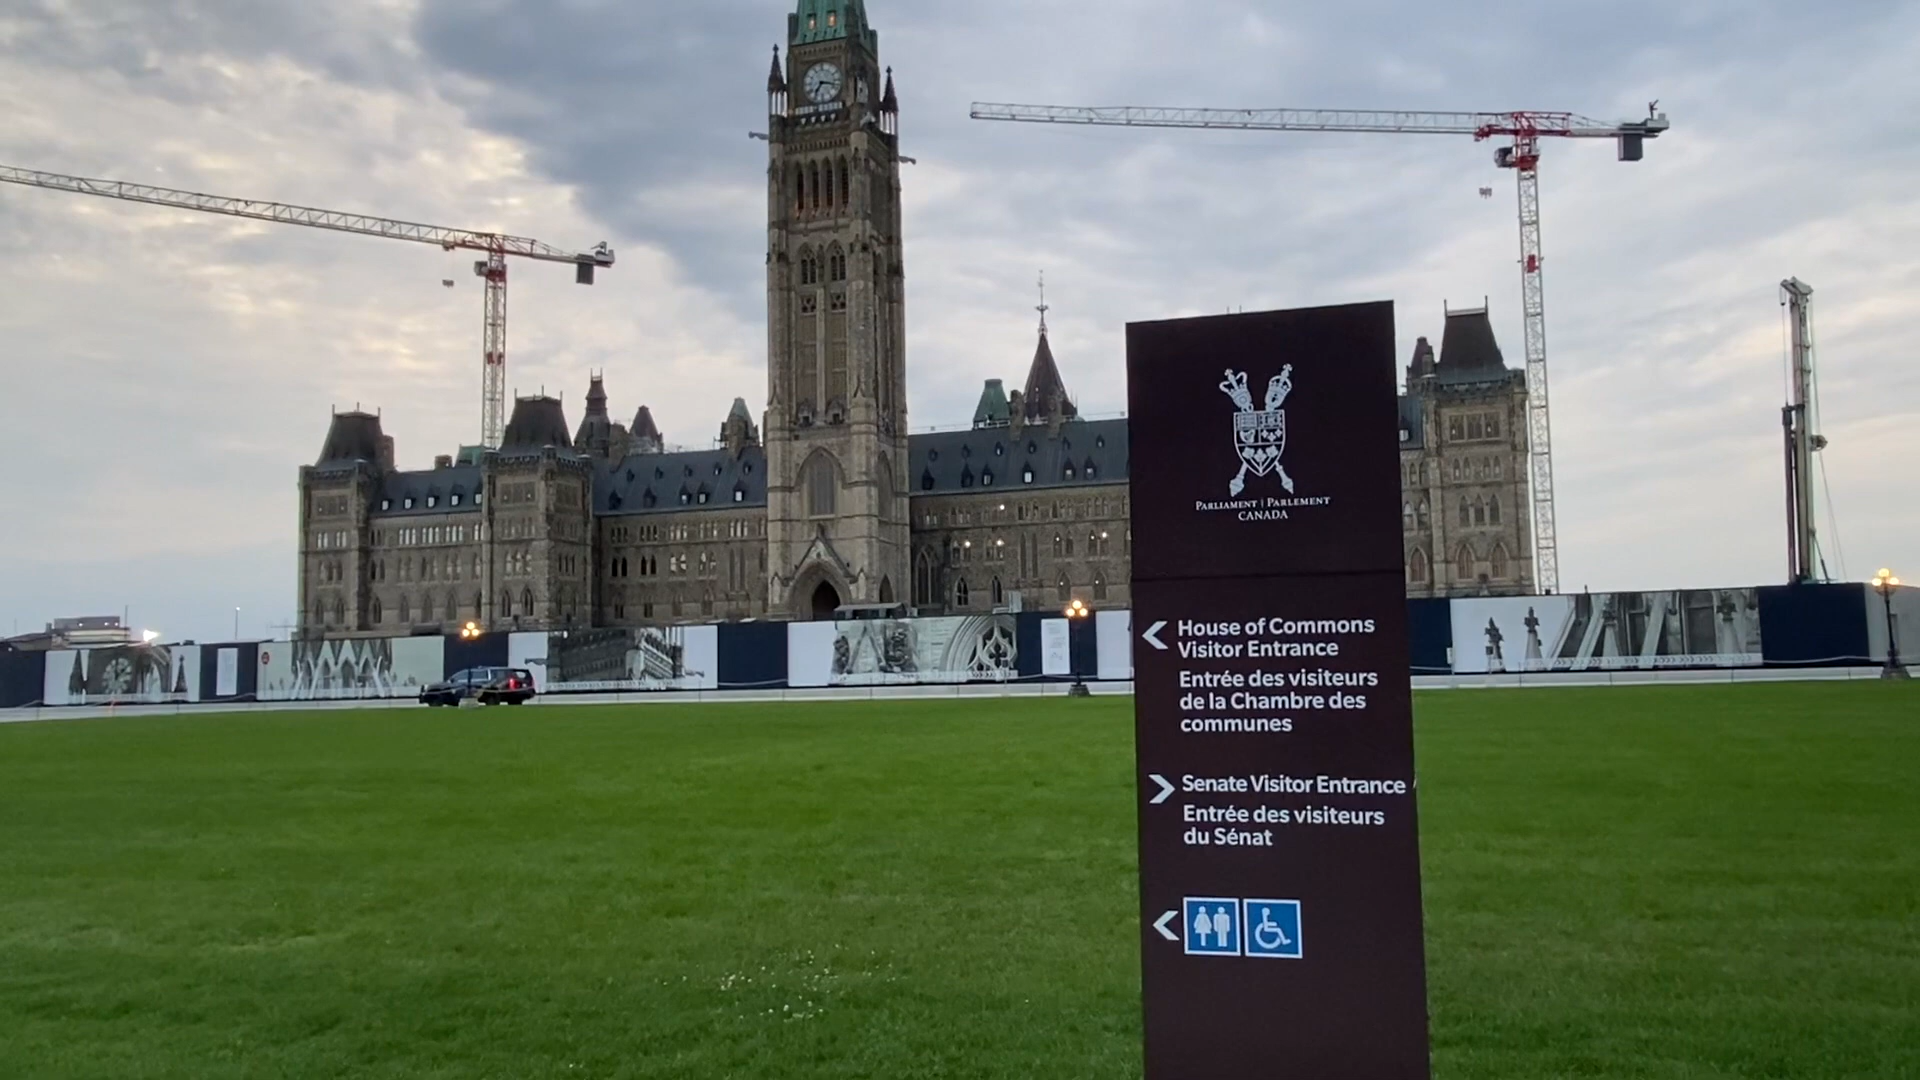 PARLIAMENT | PARLEMENT
CANADA
House of Commons
Visitor Entrance
Entrée des visiteurs
de la Chambre des
communes
Senate Visitor Entrance
Entrée des visiteurs
du Sénat